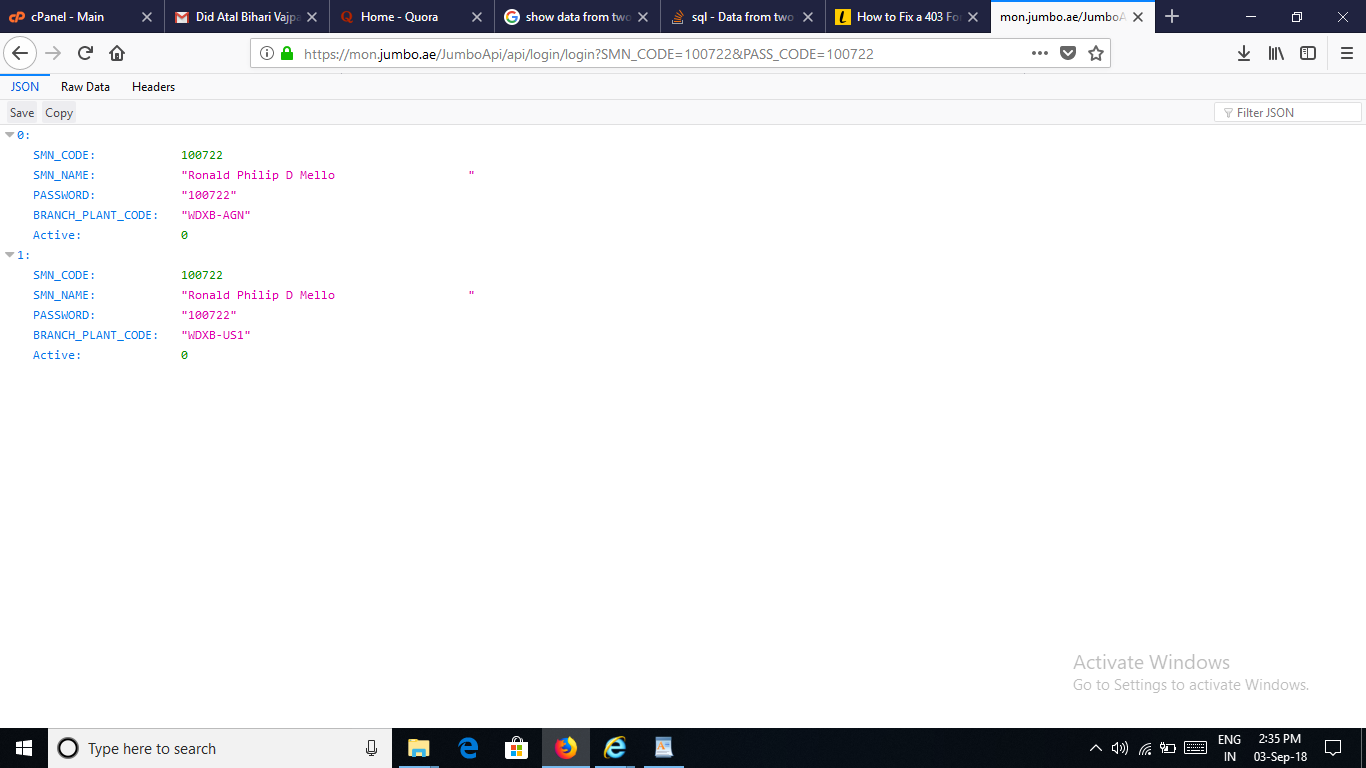 cPanel - Main
Did Atal Bihari Vajpa
Home - Quora
show data from two
sql - Data from two
How to Fix a 403 Fo
mon.jumbo.ae/JumboA
https://mon.jumbo.ae/JumboApi/api/login/login?SMN_CODE=100722&PASS_CODE=100722
JSON Raw Data Headers
Save Copy Filter JSON
0:
SMN_CODE: 100722
SMN_NAME: "Ronald Philip D Mello "
PASSWORD: "100722"
BRANCH_PLANT_CODE: "WDXB-AGN"
Active: 0
1:
SMN_CODE: 100722
SMN_NAME: "Ronald Philip D Mello "
PASSWORD: "100722"
BRANCH_PLANT_CODE: "WDXB-US1"
Active: 0
Activate Windows
Go to Settings to activate Windows.
Type here to search
ENG
IN
2:35 PM
03-Sep-18